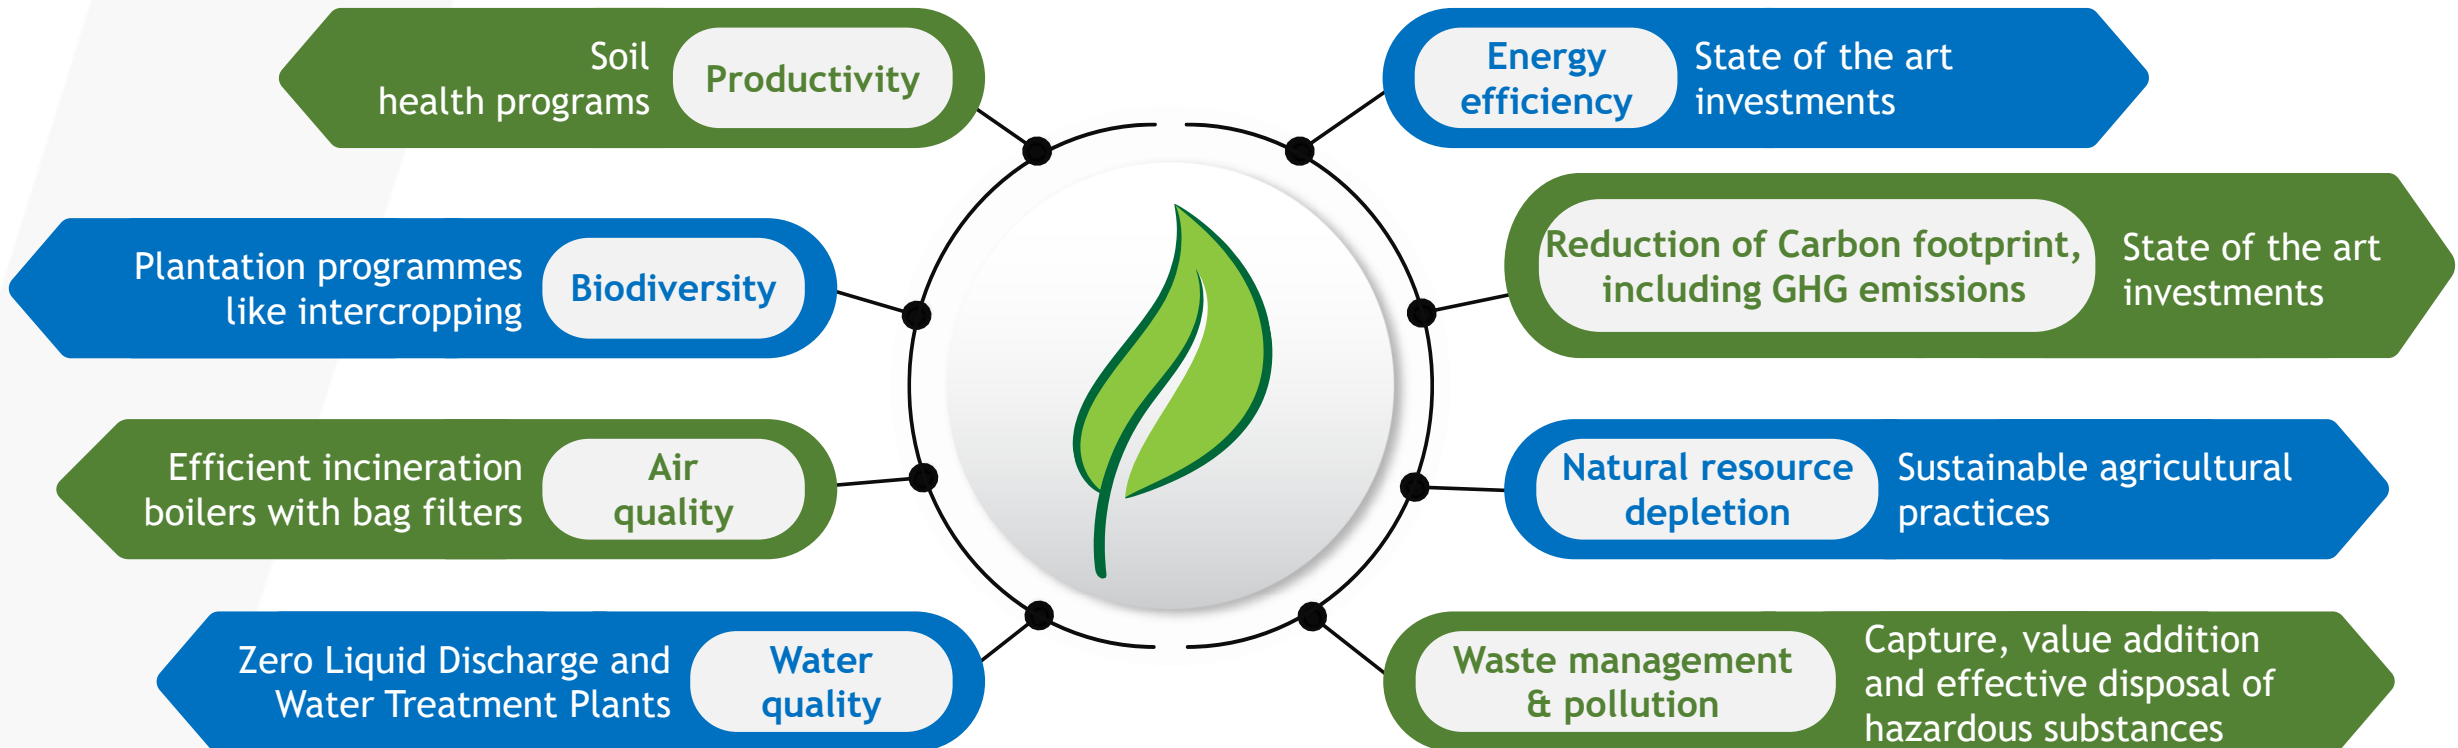 Soil
health programs
Productivity
Plantation programmes
like intercropping
Biodiversity
Efficient incineration
boilers with bag filters
Air
quality
Zero Liquid Discharge and
Water Treatment Plants
Water
quality
Energy
efficiency
State of the art
investments
Reduction of Carbon footprint,
including GHG emissions
State of the art
investments
Natural resource
depletion
Sustainable agricultural
practices
Waste management
& pollution
Capture, value addition
and effective disposal of
hazardous substances